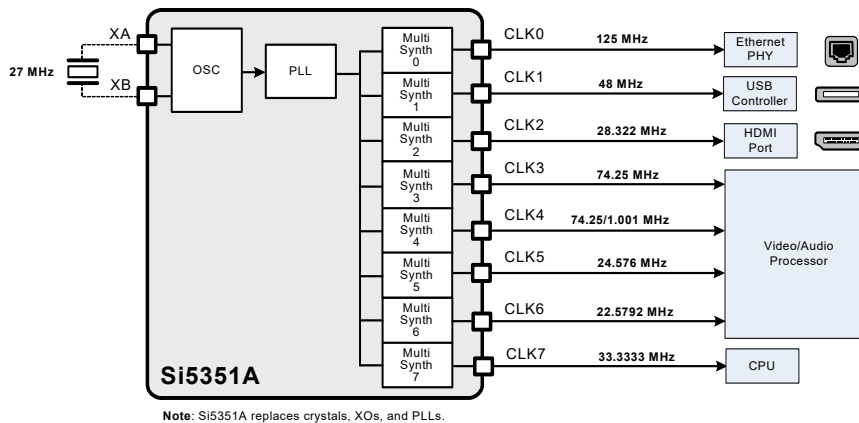 XA
27 MHz
XB
OSC
PLL
Multi
Synth
0
CLK0
125 MHz
Ethernet
PHY
Multi
Synth
1
CLK1
48 MHz
USB
Controller
Multi
Synth
2
CLK2
28.322 MHz
HDMI
Port
Multi
Synth
3
CLK3
74.25 MHz
Multi
Synth
4
CLK4
74.25/1.001 MHz
Video/Audio
Processor
Multi
Synth
5
CLK5
24.576 MHz
Multi
Synth
6
CLK6
22.5792 MHz
Multi
Synth
7
CLK7
33.3333 MHz
CPU
Si5351A
Note: Si5351A replaces crystals, XOs, and PLLs.